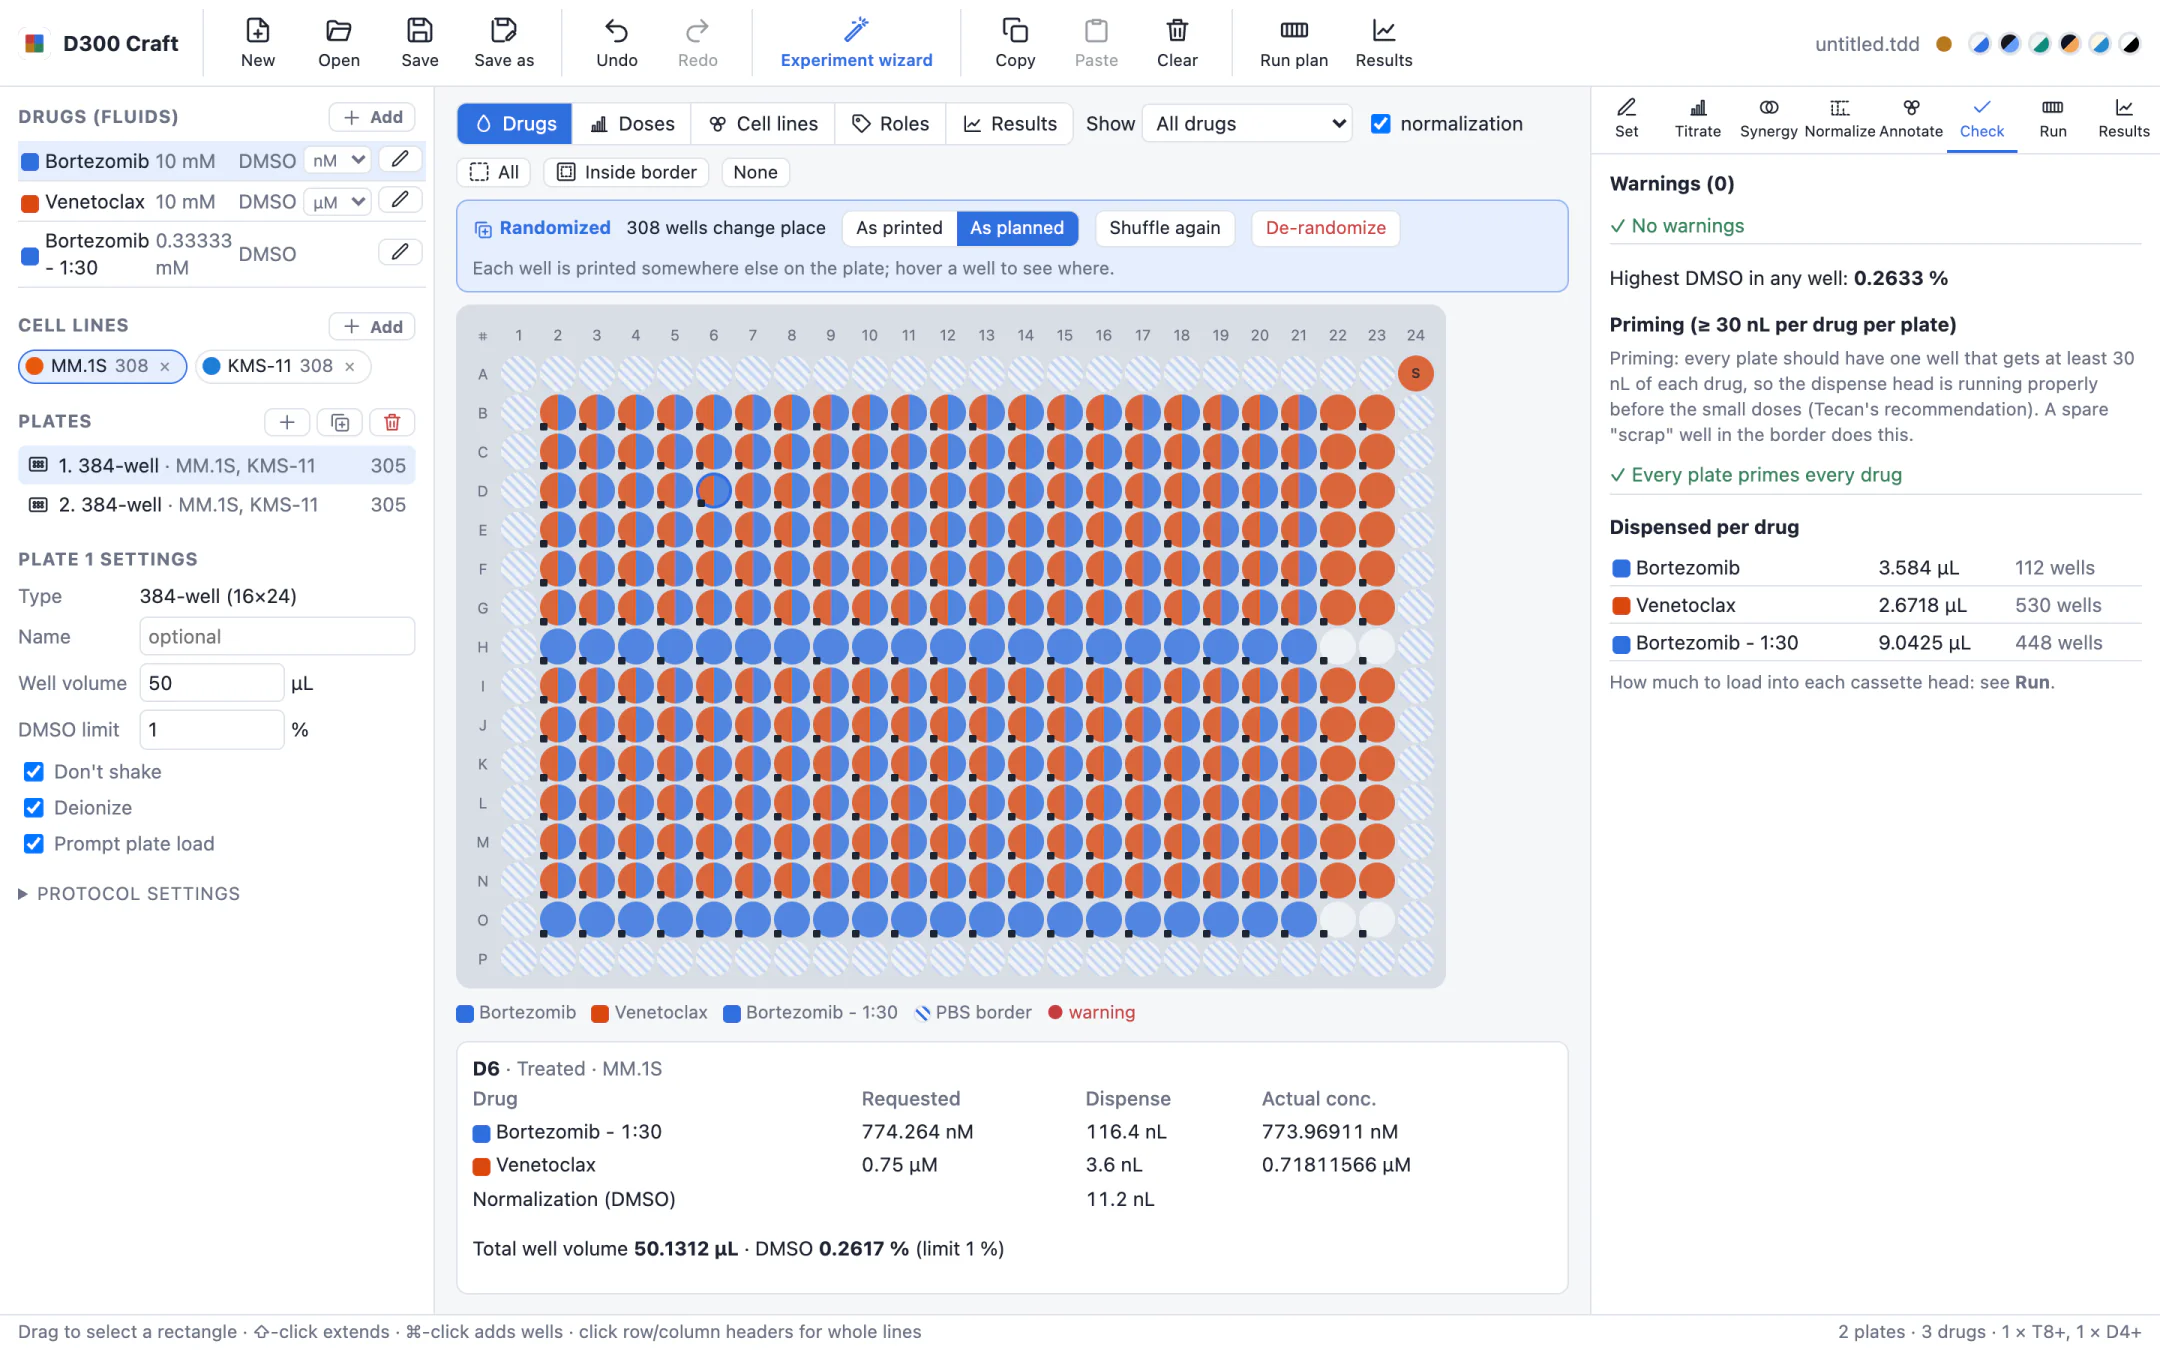 D300 Craft
New
Open
Save
Save as
Undo
Redo
Experiment wizard
Copy
Paste
Clear
Run plan
Results
untitled.tdd
DRUGS (FLUIDS)
Add
Bortezomib 10 mM DMSO nM
Venetoclax 10 mM DMSO µM
Bortezomib 0.33333 DMSO
- 1:30 mM
CELL LINES
Add
MM.1S 308 ×
KMS-11 308 ×
PLATES
1. 384-well · MM.1S, KMS-11 305
2. 384-well · MM.1S, KMS-11 305
PLATE 1 SETTINGS
Type 384-well (16×24)
Name optional
Well volume 50 µL
DMSO limit 1 %
Don't shake
Deionize
Prompt plate load
PROTOCOL SETTINGS
Drugs
Doses
Cell lines
Roles
Results
Show All drugs
normalization
All
Inside border
None
Randomized 308 wells change place As printed As planned Shuffle again De-randomize
Each well is printed somewhere else on the plate; hover a well to see where.
# 1 2 3 4 5 6 7 8 9 10 11 12 13 14 15 16 17 18 19 20 21 22 23 24
A S
B
C
D
E
F
G
H
I
J
K
L
M
N
O
P
Bortezomib Venetoclax Bortezomib - 1:30 PBS border warning
D6 · Treated · MM.1S
Drug Requested Dispense Actual conc.
Bortezomib - 1:30 774.264 nM 116.4 nL 773.96911 nM
Venetoclax 0.75 µM 3.6 nL 0.71811566 µM
Normalization (DMSO) 11.2 nL
Total well volume 50.1312 µL · DMSO 0.2617 % (limit 1 %)
Set
Titrate
Synergy
Normalize
Annotate
Check
Run
Results
Warnings (0)
✓ No warnings
Highest DMSO in any well: 0.2633 %
Priming (≥ 30 nL per drug per plate)
Priming: every plate should have one well that gets at least 30
nL of each drug, so the dispense head is running properly
before the small doses (Tecan's recommendation). A spare
"scrap" well in the border does this.
✓ Every plate primes every drug
Dispensed per drug
Bortezomib 3.584 µL 112 wells
Venetoclax 2.6718 µL 530 wells
Bortezomib - 1:30 9.0425 µL 448 wells
How much to load into each cassette head: see Run.
Drag to select a rectangle · ⇧-click extends · ⌘-click adds wells · click row/column headers for whole lines
2 plates · 3 drugs · 1 × T8+, 1 × D4+